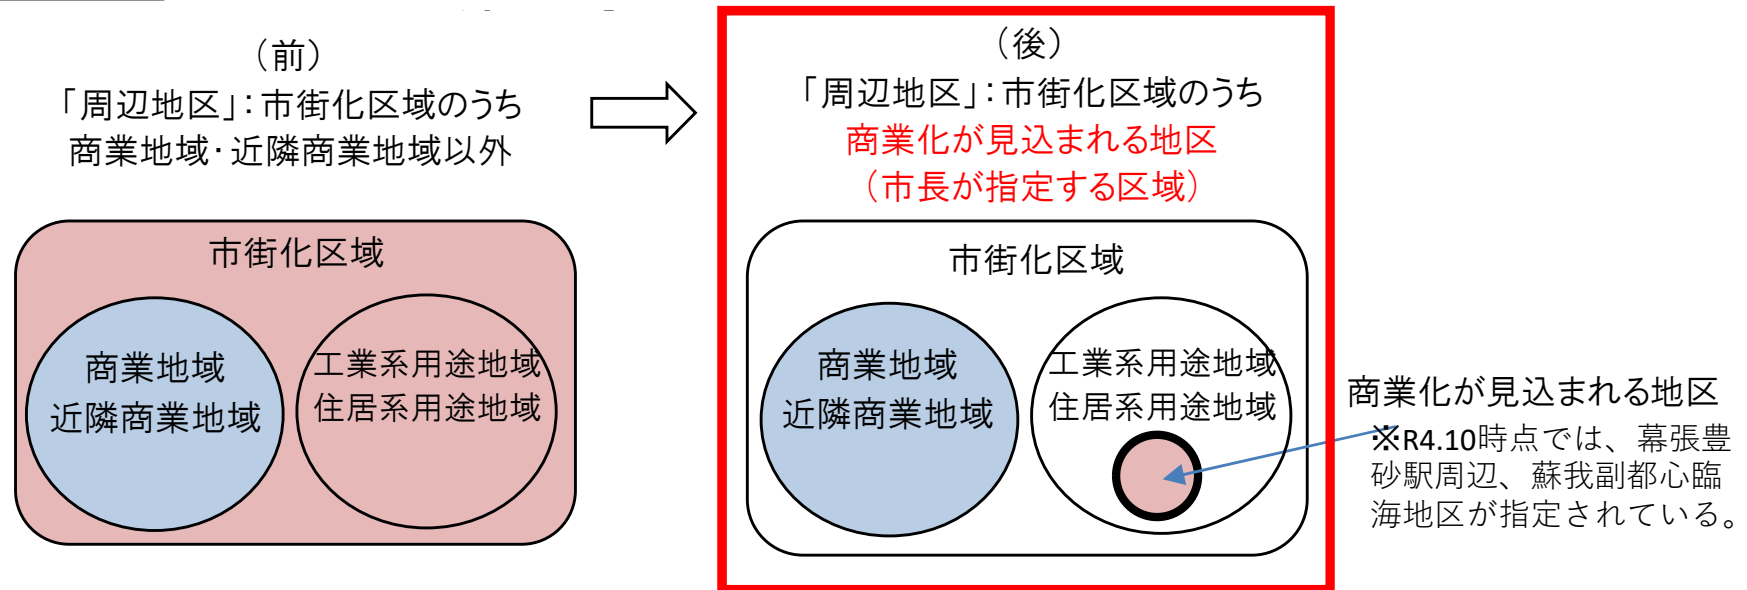 (前)
「周辺地区」:市街化区域のうち
商業地域・近隣商業地域以外
市街化区域
商業地域
近隣商業地域
工業系用途地域
住居系用途地域
(後)
「周辺地区」:市街化区域のうち
商業化が見込まれる地区
(市長が指定する区域)
市街化区域
商業地域
近隣商業地域
工業系用途地域
住居系用途地域
商業化が見込まれる地区
※R4.10時点では、幕張豊
砂駅周辺、蘇我副都心臨
海地区が指定されている。